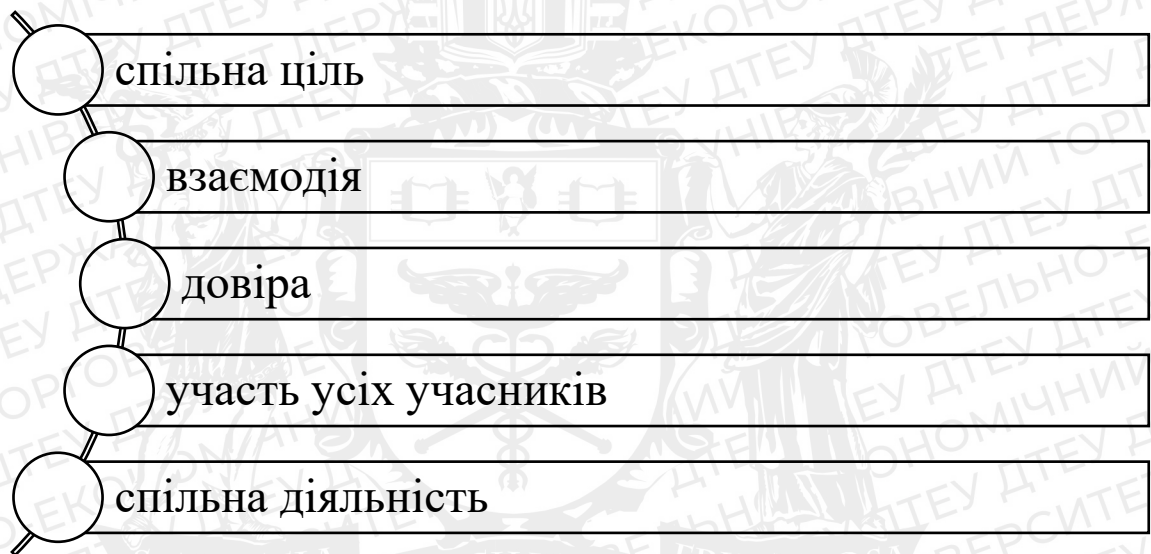 спільна ціль
взаємодія
довіра
участь усіх учасників
спільна діяльність